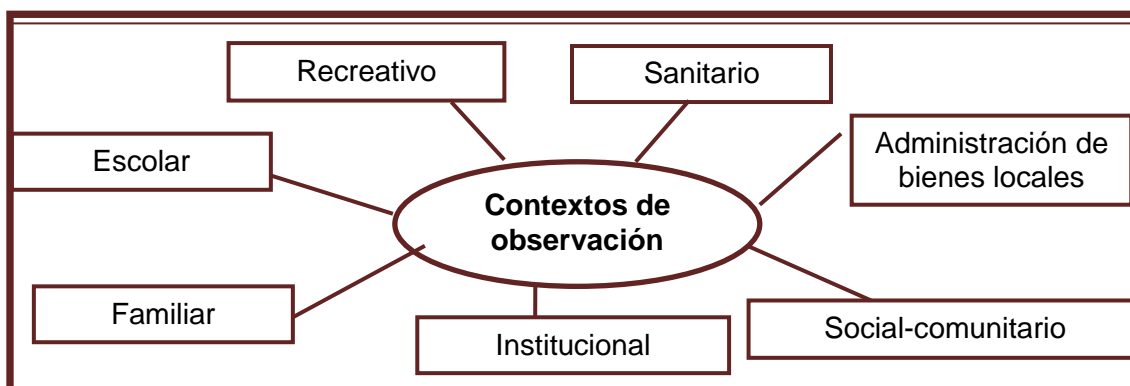 Recreativo
Sanitario
Escolar
Administración de
bienes locales
Contextos de
observación
Familiar
Institucional
Social-comunitario